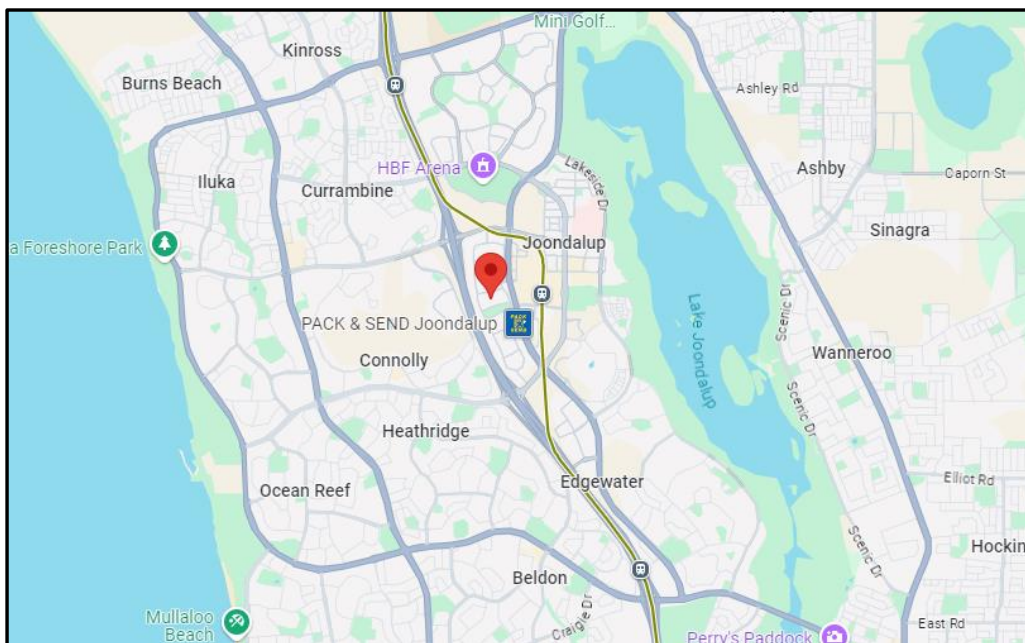 Mini Golf...
Kinross
Burns Beach
Ashley Rd
HBF Arena
Lakeside Dr
Ashby
Caporn St
Iluka
Currambine
Sinagra
a Foreshore Park
Joondalup
PACK & SEND Joondalup
PACK & SEND
Lake Joondalup
Scenic Dr
Wanneroo
Connolly
Scenic Dr
Heathridge
Edgewater
Elliot Rd
Ocean Reef
Scenic Dr
Hockin
Beldon
Mullaloo
Beach
Craigie Dr
East Rd
Perry's Paddock